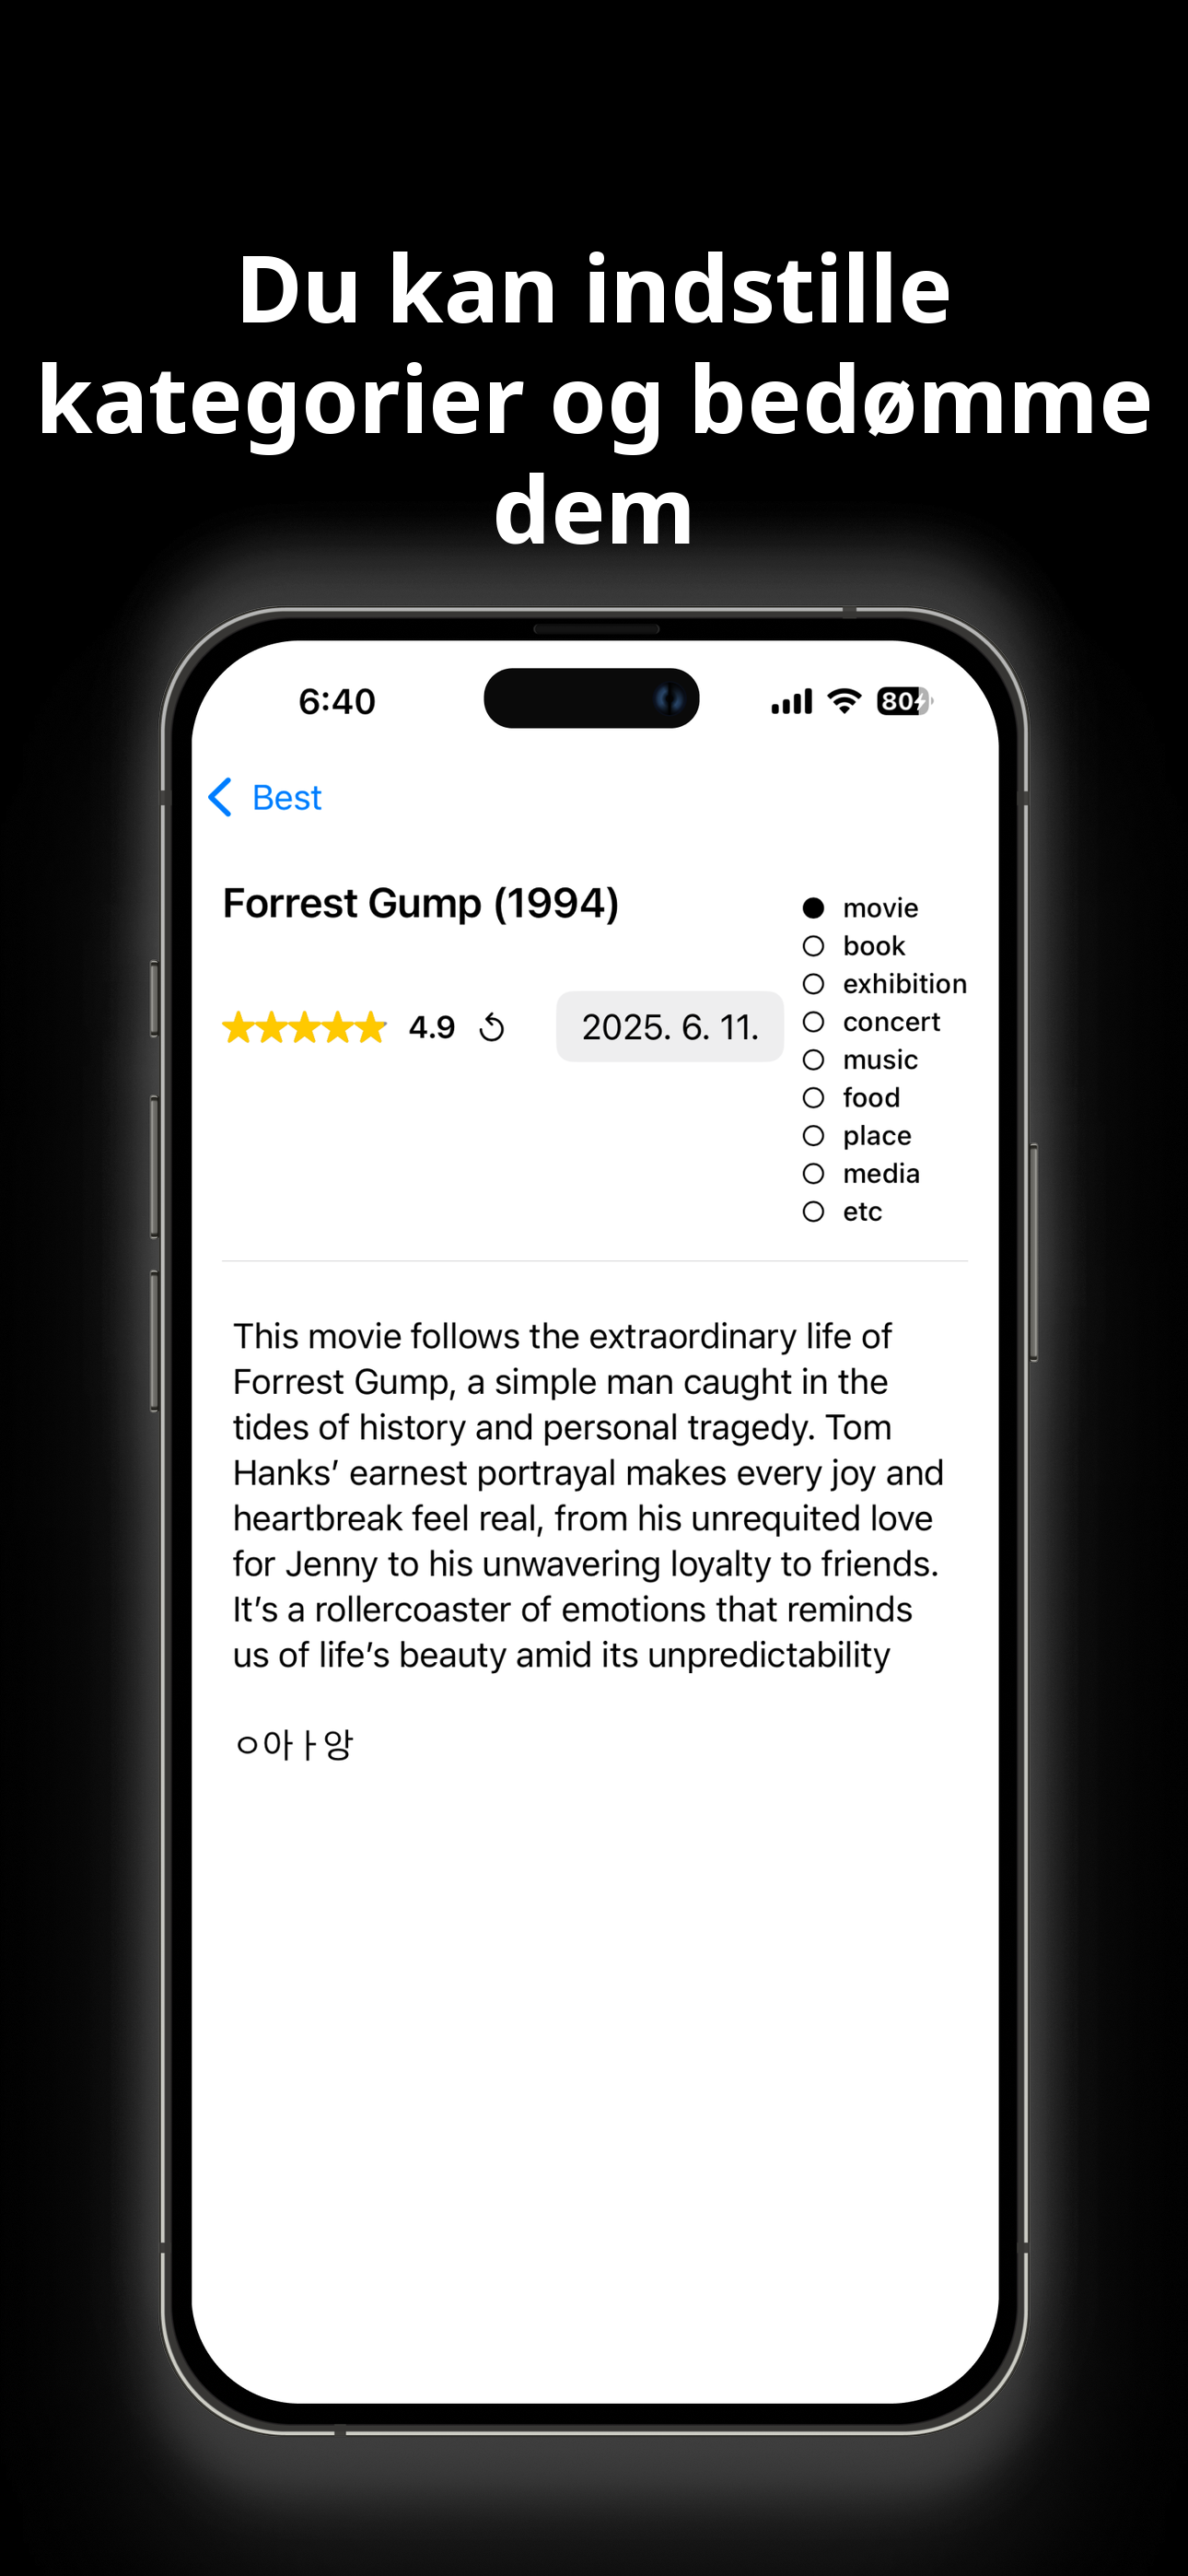 Du kan indstille
kategorier og bedømme
dem
6:40
80
Best
Forrest Gump (1994)
4.9
2025. 6. 11.
movie
book
exhibition
concert
music
food
place
media
etc
This movie follows the extraordinary life of
Forrest Gump, a simple man caught in the
tides of history and personal tragedy. Tom
Hanks’ earnest portrayal makes every joy and
heartbreak feel real, from his unrequited love
for Jenny to his unwavering loyalty to friends.
It’s a rollercoaster of emotions that reminds
us of life’s beauty amid its unpredictability
ㅇ아ㅏ앙